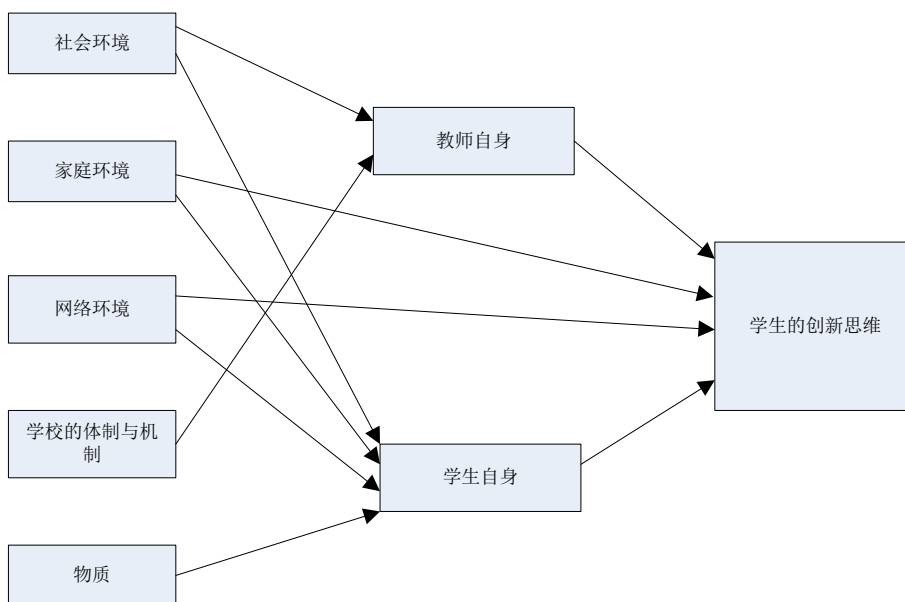 社会环境
教师自身
家庭环境
网络环境
学生的创新思维
学校的体制与机
制
学生自身
物质